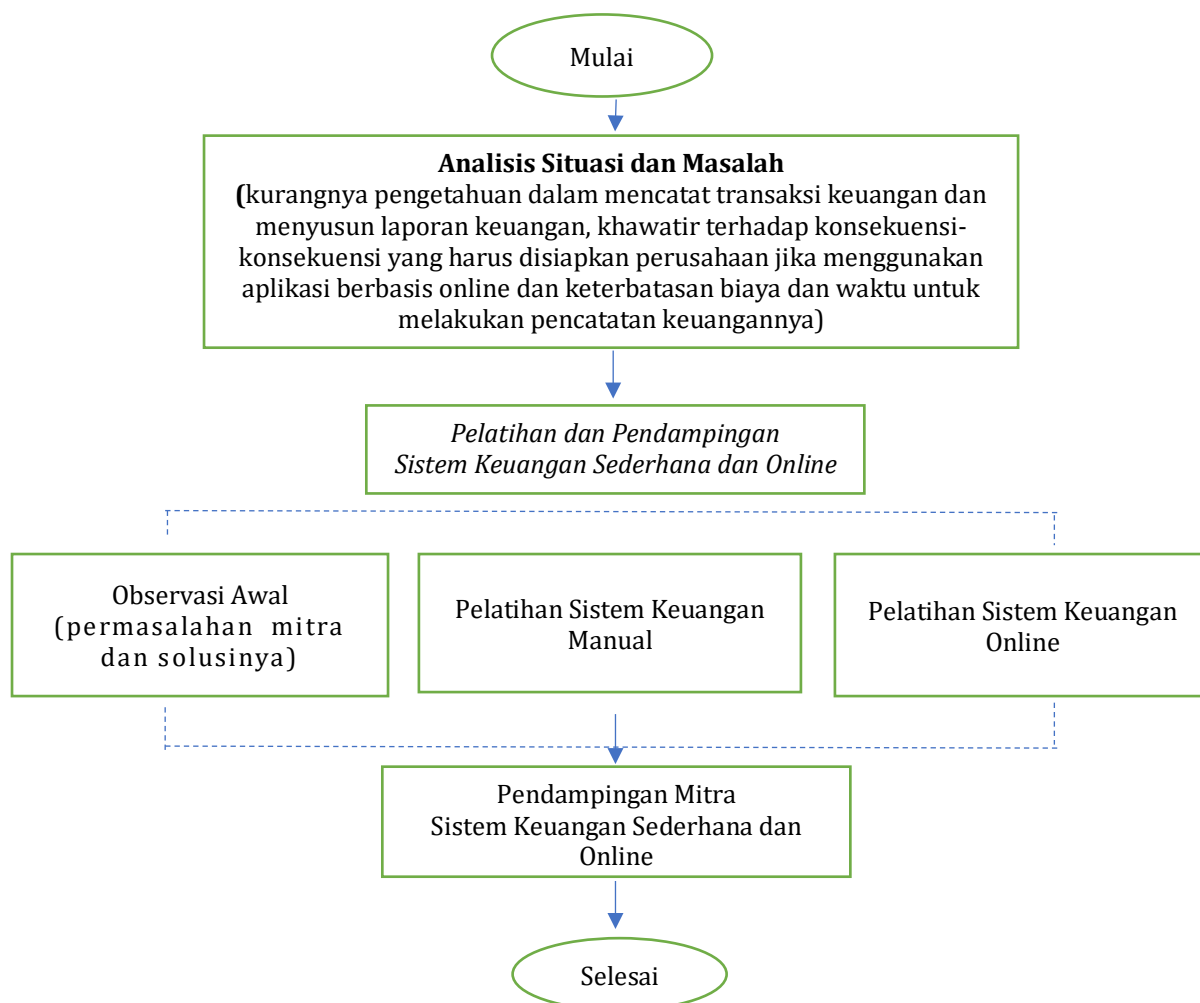 Mulai
Analisis Situasi dan Masalah
(kurangnya pengetahuan dalam mencatat transaksi keuangan dan
menyusun laporan keuangan, khawatir terhadap konsekuensi-
konsekuensi yang harus disiapkan perusahaan jika menggunakan
aplikasi berbasis online dan keterbatasan biaya dan waktu untuk
melakukan pencatatan keuangannya)
Pelatihan dan Pendampingan
Sistem Keuangan Sederhana dan Online
Observasi Awal
(permasalahan mitra
dan solusinya)
Pelatihan Sistem Keuangan
Manual
Pelatihan Sistem Keuangan
Online
Pendampingan Mitra
Sistem Keuangan Sederhana dan
Online
Selesai